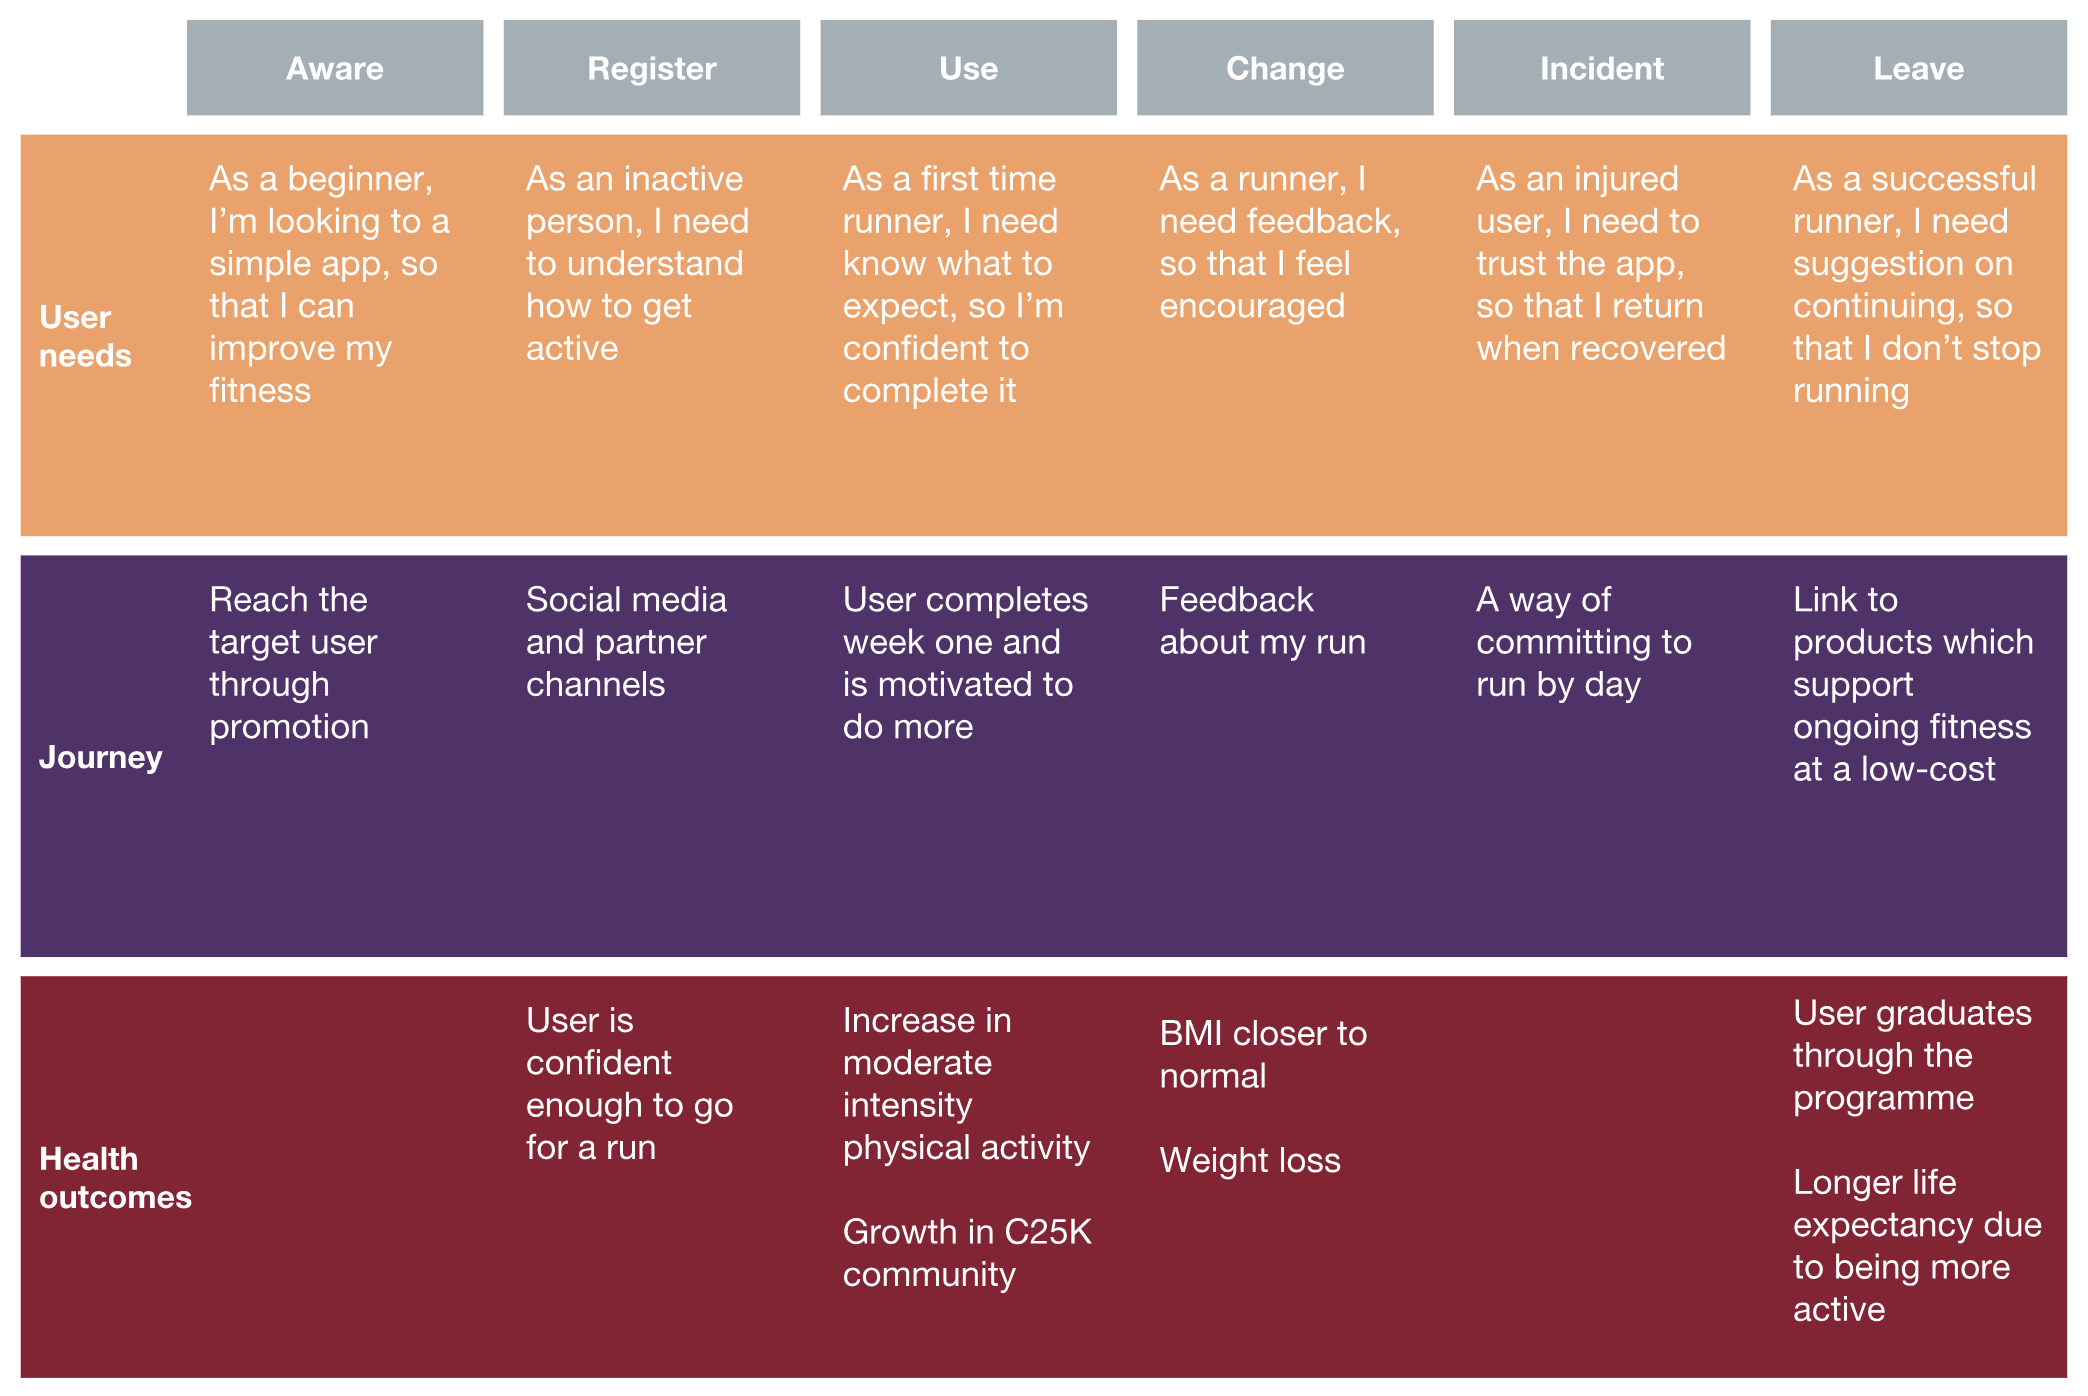 Aware
Register
Use
Change
Incident
Leave
User
needs
As a beginner,
I’m looking to a
simple app, so
that I can
improve my
fitness
As an inactive
person, I need
to understand
how to get
active
As a first time
runner, I need
know what to
expect, so I’m
confident to
complete it
As a runner, I
need feedback,
so that I feel
encouraged
As an injured
user, I need to
trust the app,
so that I return
when recovered
As a successful
runner, I need
suggestion on
continuing, so
that I don’t stop
running
Journey
Reach the
target user
through
promotion
Social media
and partner
channels
User completes
week one and
is motivated to
do more
Feedback
about my run
A way of
committing to
run by day
Link to
products which
support
ongoing fitness
at a low-cost
Health
outcomes
User is
confident
enough to go
for a run
Increase in
moderate
intensity
physical activity
Growth in C25K
community
BMI closer to
normal
Weight loss
User graduates
through the
programme
Longer life
expectancy due
to being more
active